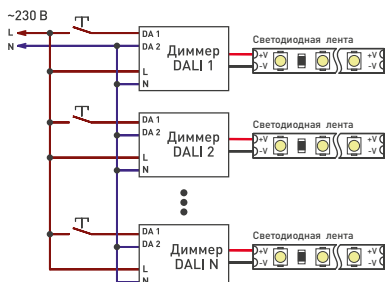 ~230 В
L
N
DA 1
DA 2
L
N
Диммер
DALI 1
Светодиодная лента
+V
-V
+V
-V
DA 1
DA 2
L
N
Диммер
DALI 2
Светодиодная лента
+V
-V
+V
-V
DA 1
DA 2
L
N
Диммер
DALI N
Светодиодная лента
+V
-V
+V
-V